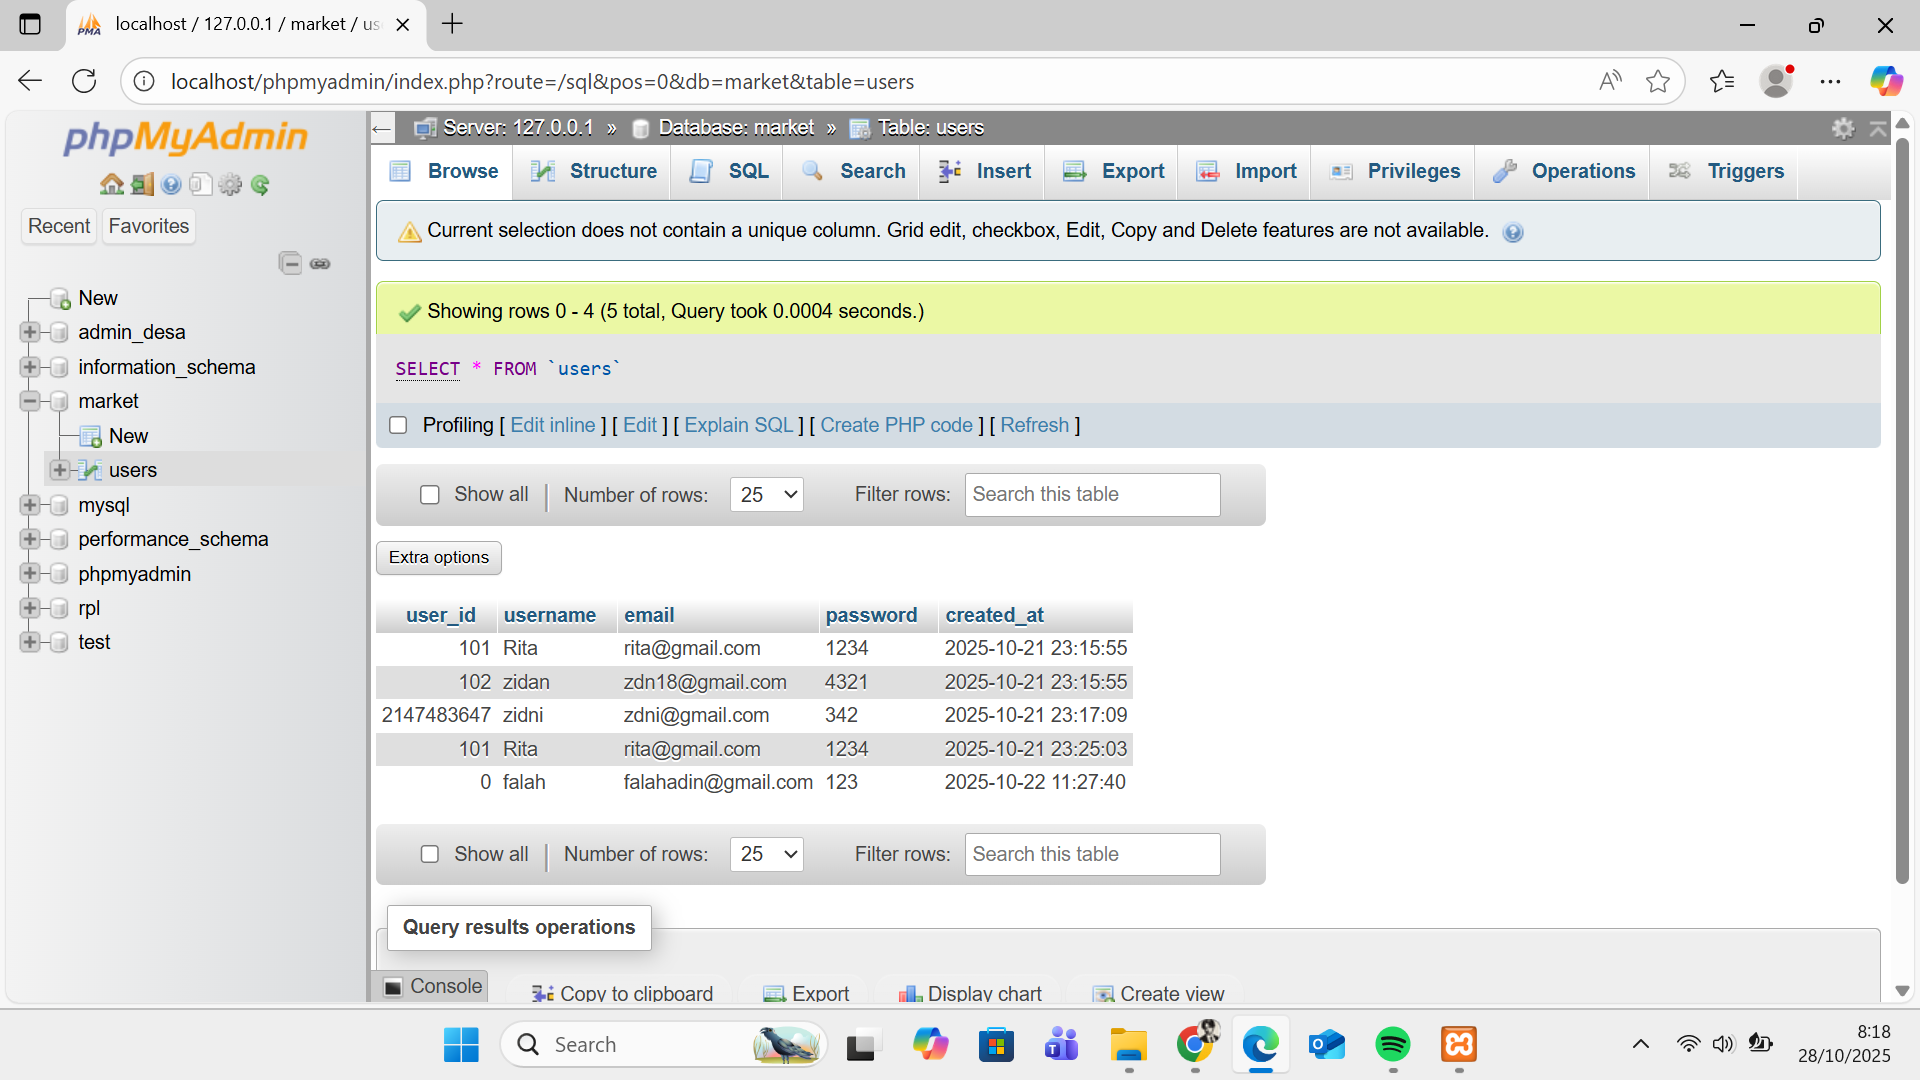 localhost / 127.0.0.1 / market / us
localhost/phpmyadmin/index.php?route=/sql&pos=0&db=market&table=users
phpMyAdmin
Recent Favorites
New
admin_desa
information_schema
market
New
users
mysql
performance_schema
phpmyadmin
rpl
test
Server: 127.0.0.1 » Database: market » Table: users
Browse Structure SQL Search Insert Export Import Privileges Operations Triggers
Current selection does not contain a unique column. Grid edit, checkbox, Edit, Copy and Delete features are not available.
Showing rows 0 - 4 (5 total, Query took 0.0004 seconds.)
SELECT * FROM `users`
Profiling [ Edit inline ] [ Edit ] [ Explain SQL ] [ Create PHP code ] [ Refresh ]
Show all | Number of rows: 25 Filter rows: Search this table
Extra options
user_id username email password created_at
101 Rita rita@gmail.com 1234 2025-10-21 23:15:55
102 zidan zdn18@gmail.com 4321 2025-10-21 23:15:55
2147483647 zidni zdni@gmail.com 342 2025-10-21 23:17:09
101 Rita rita@gmail.com 1234 2025-10-21 23:25:03
0 falah falahadin@gmail.com 123 2025-10-22 11:27:40
Show all | Number of rows: 25 Filter rows: Search this table
Query results operations
Console
Copy to clipboard Export Display chart Create view
Search
8:18
28/10/2025